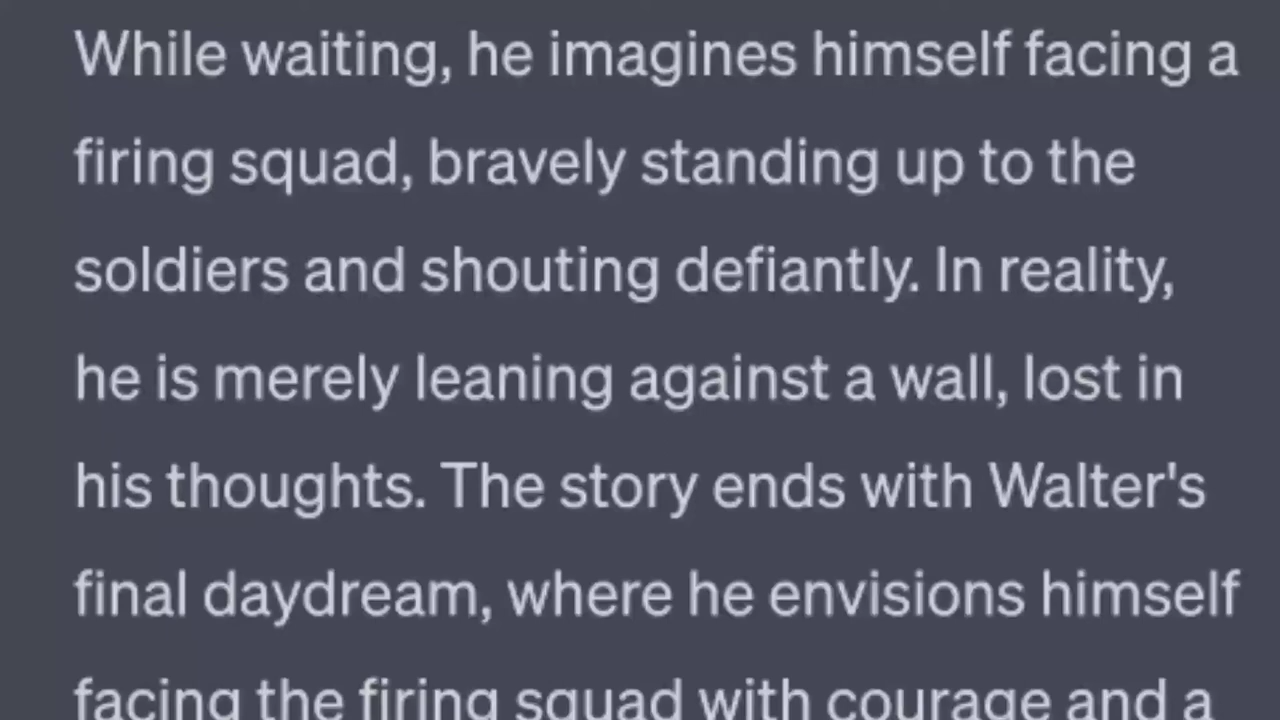 While waiting, he imagines himself facing a
firing squad, bravely standing up to the
soldiers and shouting defiantly. In reality,
he is merely leaning against a wall, lost in
his thoughts. The story ends with Walter's
final daydream, where he envisions himself
facing the firing squad with courage and a